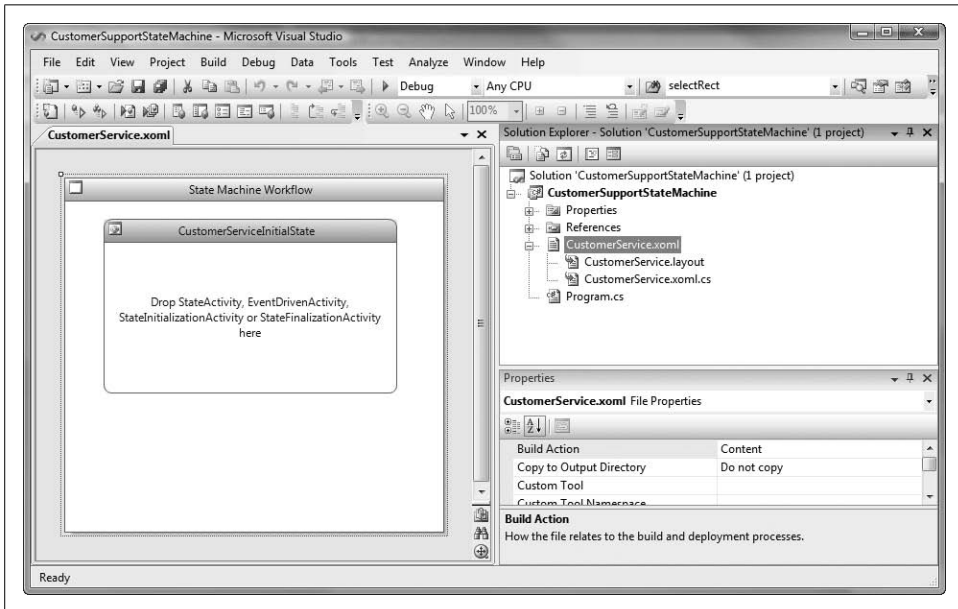 CustomerSupportStateMachine - Microsoft Visual Studio
File Edit View Project Build Debug Data Tools Test Analyze Window Help
Debug Any CPU selectRect
100%
CustomerService.xoml
State Machine Workflow
CustomerServiceInitialState
Drop StateActivity, EventDrivenActivity,
StateInitializationActivity or StateFinalizationActivity
here
Solution Explorer - Solution 'CustomerSupportStateMachine' (1 project)
Solution 'CustomerSupportStateMachine' (1 project)
CustomerSupportStateMachine
Properties
References
CustomerService.xoml
CustomerService.layout
CustomerService.xoml.cs
Program.cs
Properties
CustomerService.xoml File Properties
Build Action Content
Copy to Output Directory Do not copy
Custom Tool
Custom Tool Namespace
Build Action
How the file relates to the build and deployment processes.
Ready